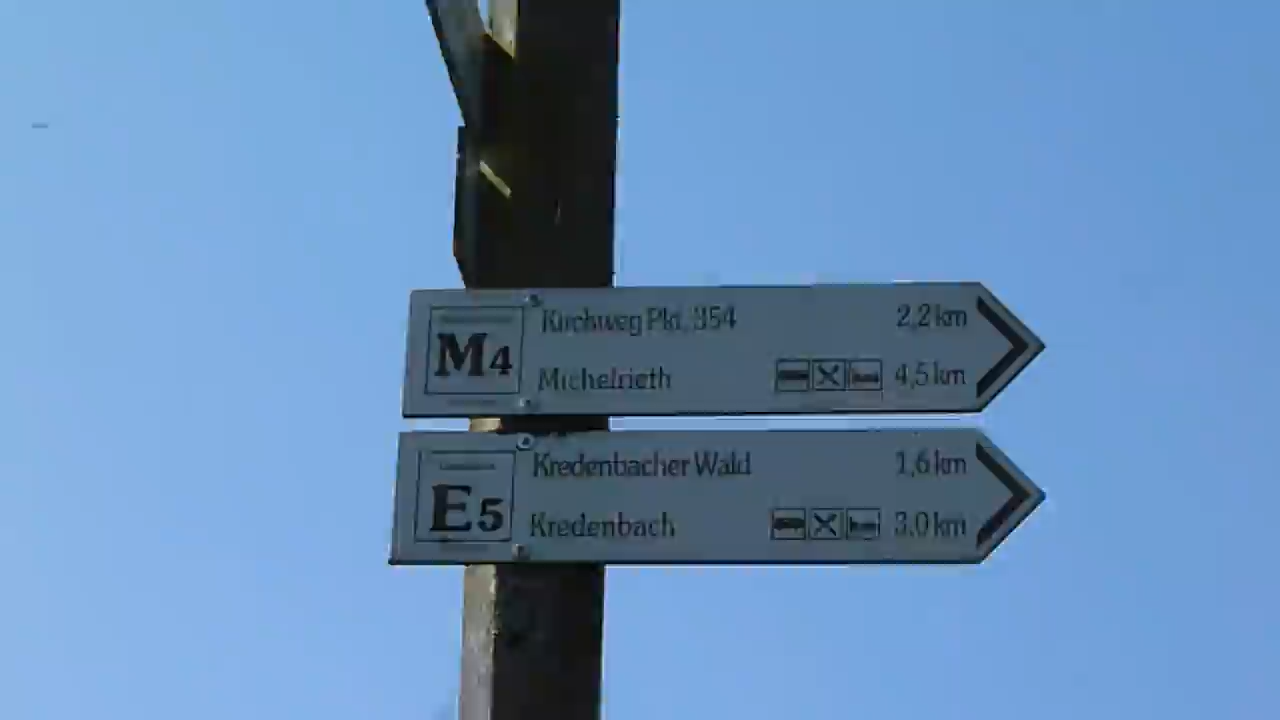 M4
Kirchweg Pkt. 354 2,2 km
Michelrieth 4,5 km
E5
Kredenbacher Wald 1,6 km
Kredenbach 3,0 km